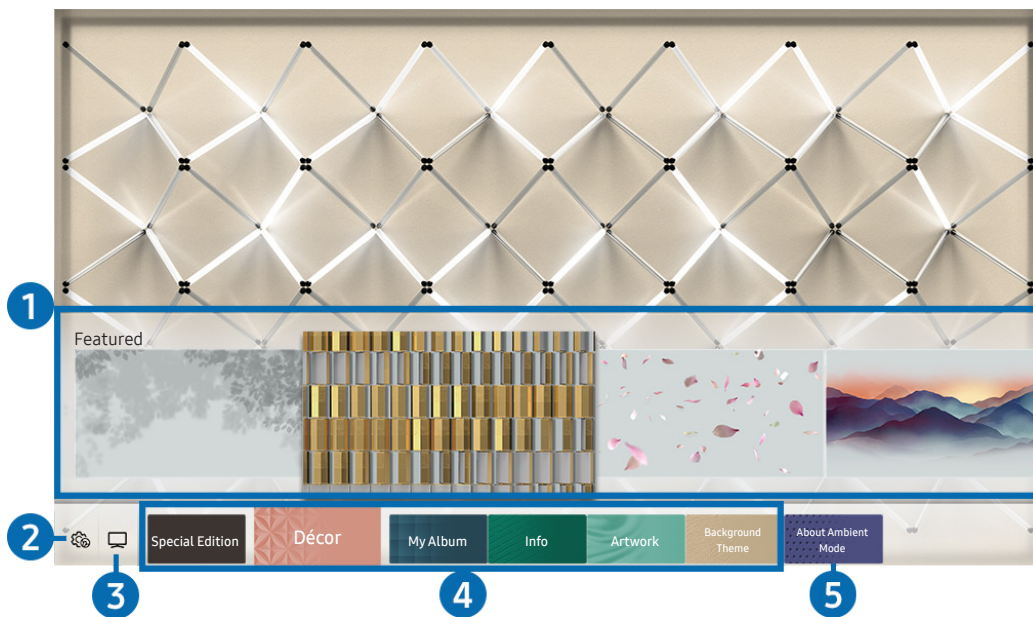 1
Featured
2
3
Special Edition
Décor
My Album
Info
Artwork
Background
Theme
About Ambient
Mode
4
5